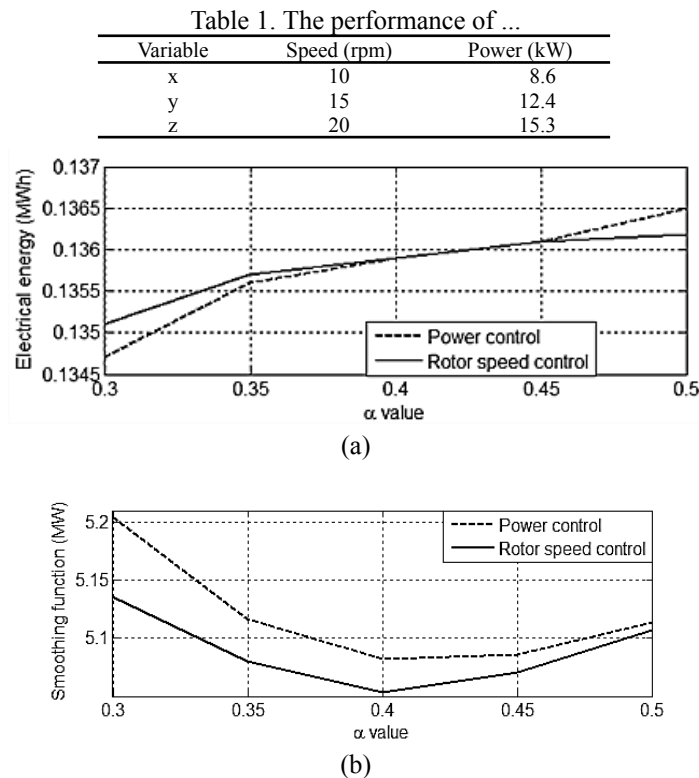 Table 1. The performance of ...
Variable Speed (rpm) Power (kW)
x 10 8.6
y 15 12.4
z 20 15.3
0.137
0.1365
0.136
0.1355
0.135
0.1345
Electrical energy (MWh)
Power control
Rotor speed control
0.3 0.35 0.4 0.45 0.5
α value
(a)
5.2
5.15
5.1
Smoothing function (MW)
Power control
Rotor speed control
0.3 0.35 0.4 0.45 0.5
α value
(b)